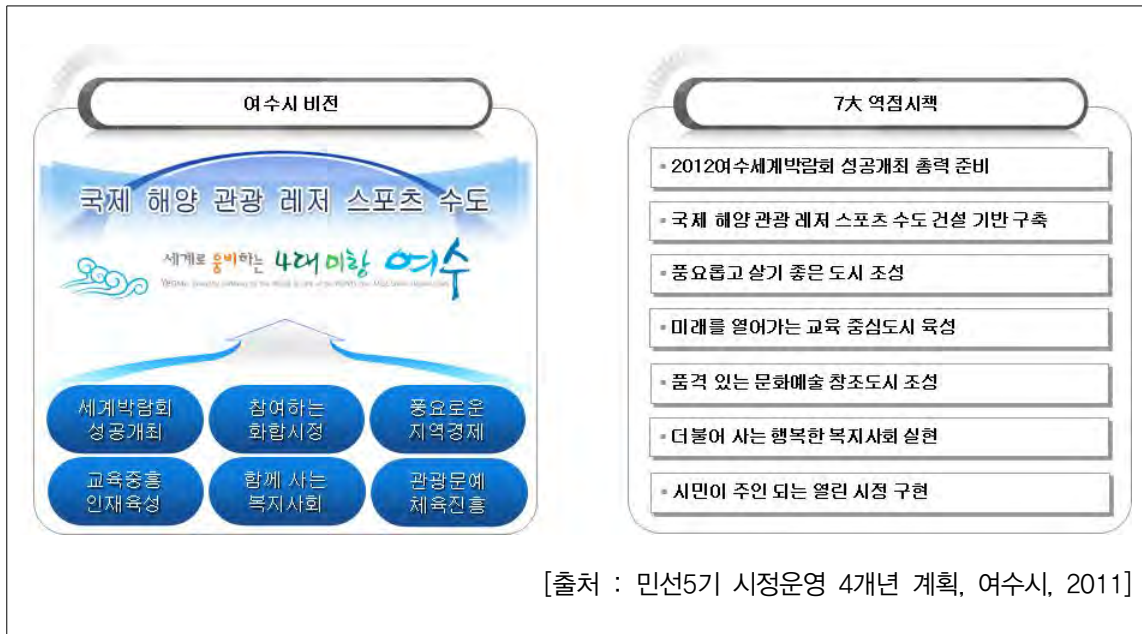 여수시 비전
국제 해양 관광 레저 스포츠 수도
세계로 웅비하는 4대 미항 여수
세계박람회
성공개최
참여하는
화합시정
풍요로운
지역경제
교육중흥
인재육성
함께 사는
복지사회
관광문예
체육진흥
7大 역점시책
▪2012여수세계박람회 성공개최 총력 준비
▪국제 해양 관광 레저 스포츠 수도 건설 기반 구축
▪풍요롭고 살기 좋은 도시 조성
▪미래를 열어가는 교육 중심도시 육성
▪품격 있는 문화예술 창조도시 조성
▪더불어 사는 행복한 복지사회 실현
▪시민이 주인 되는 열린 시정 구현
[출처 : 민선5기 시정운영 4개년 계획, 여수시, 2011]